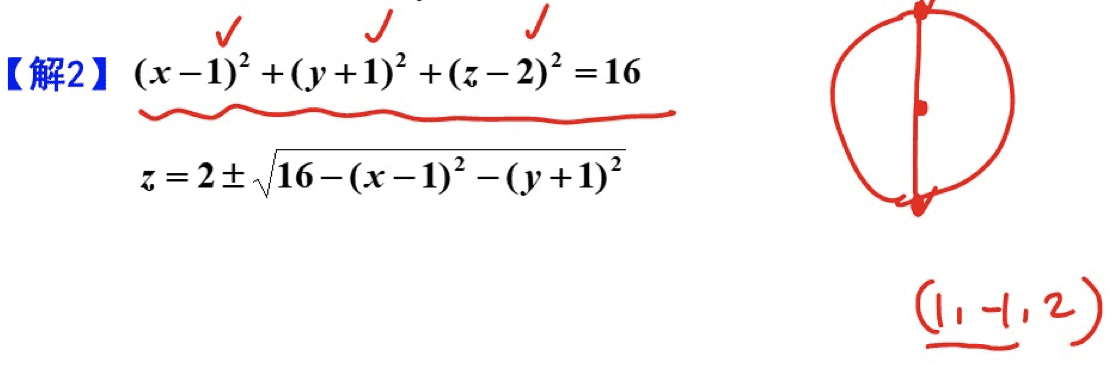 【解2】 (x−1)² + (y+1)² + (z−2)² = 16
z = 2 ± √(16−(x−1)²−(y+1)²)
(1, -1, 2)